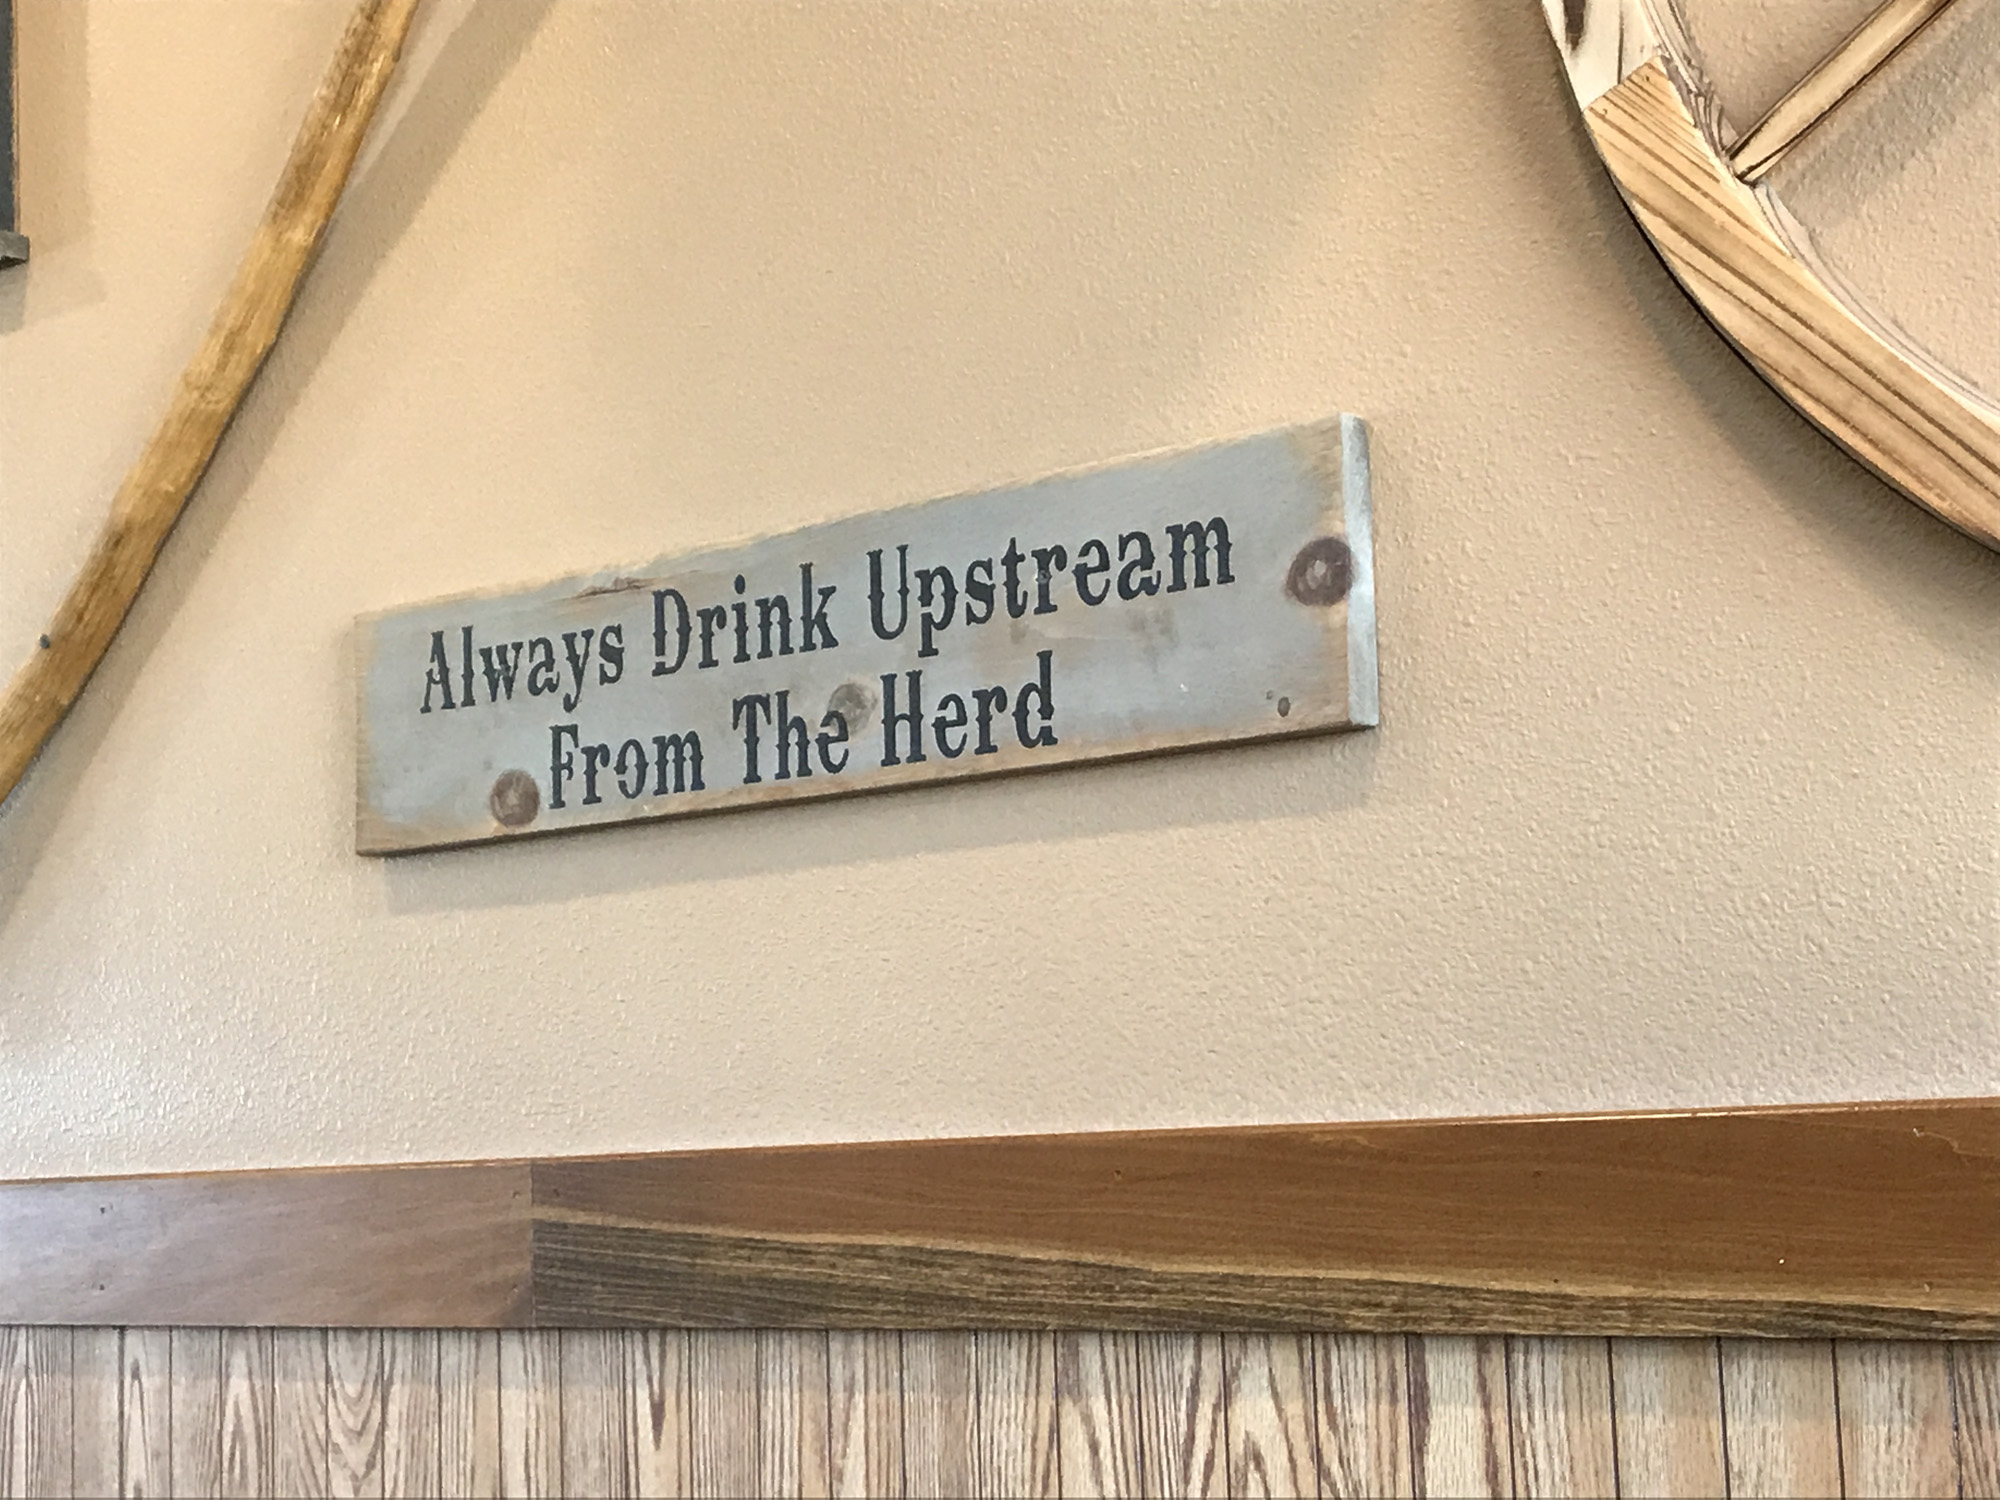 Always Drink Upstream
From The Herd